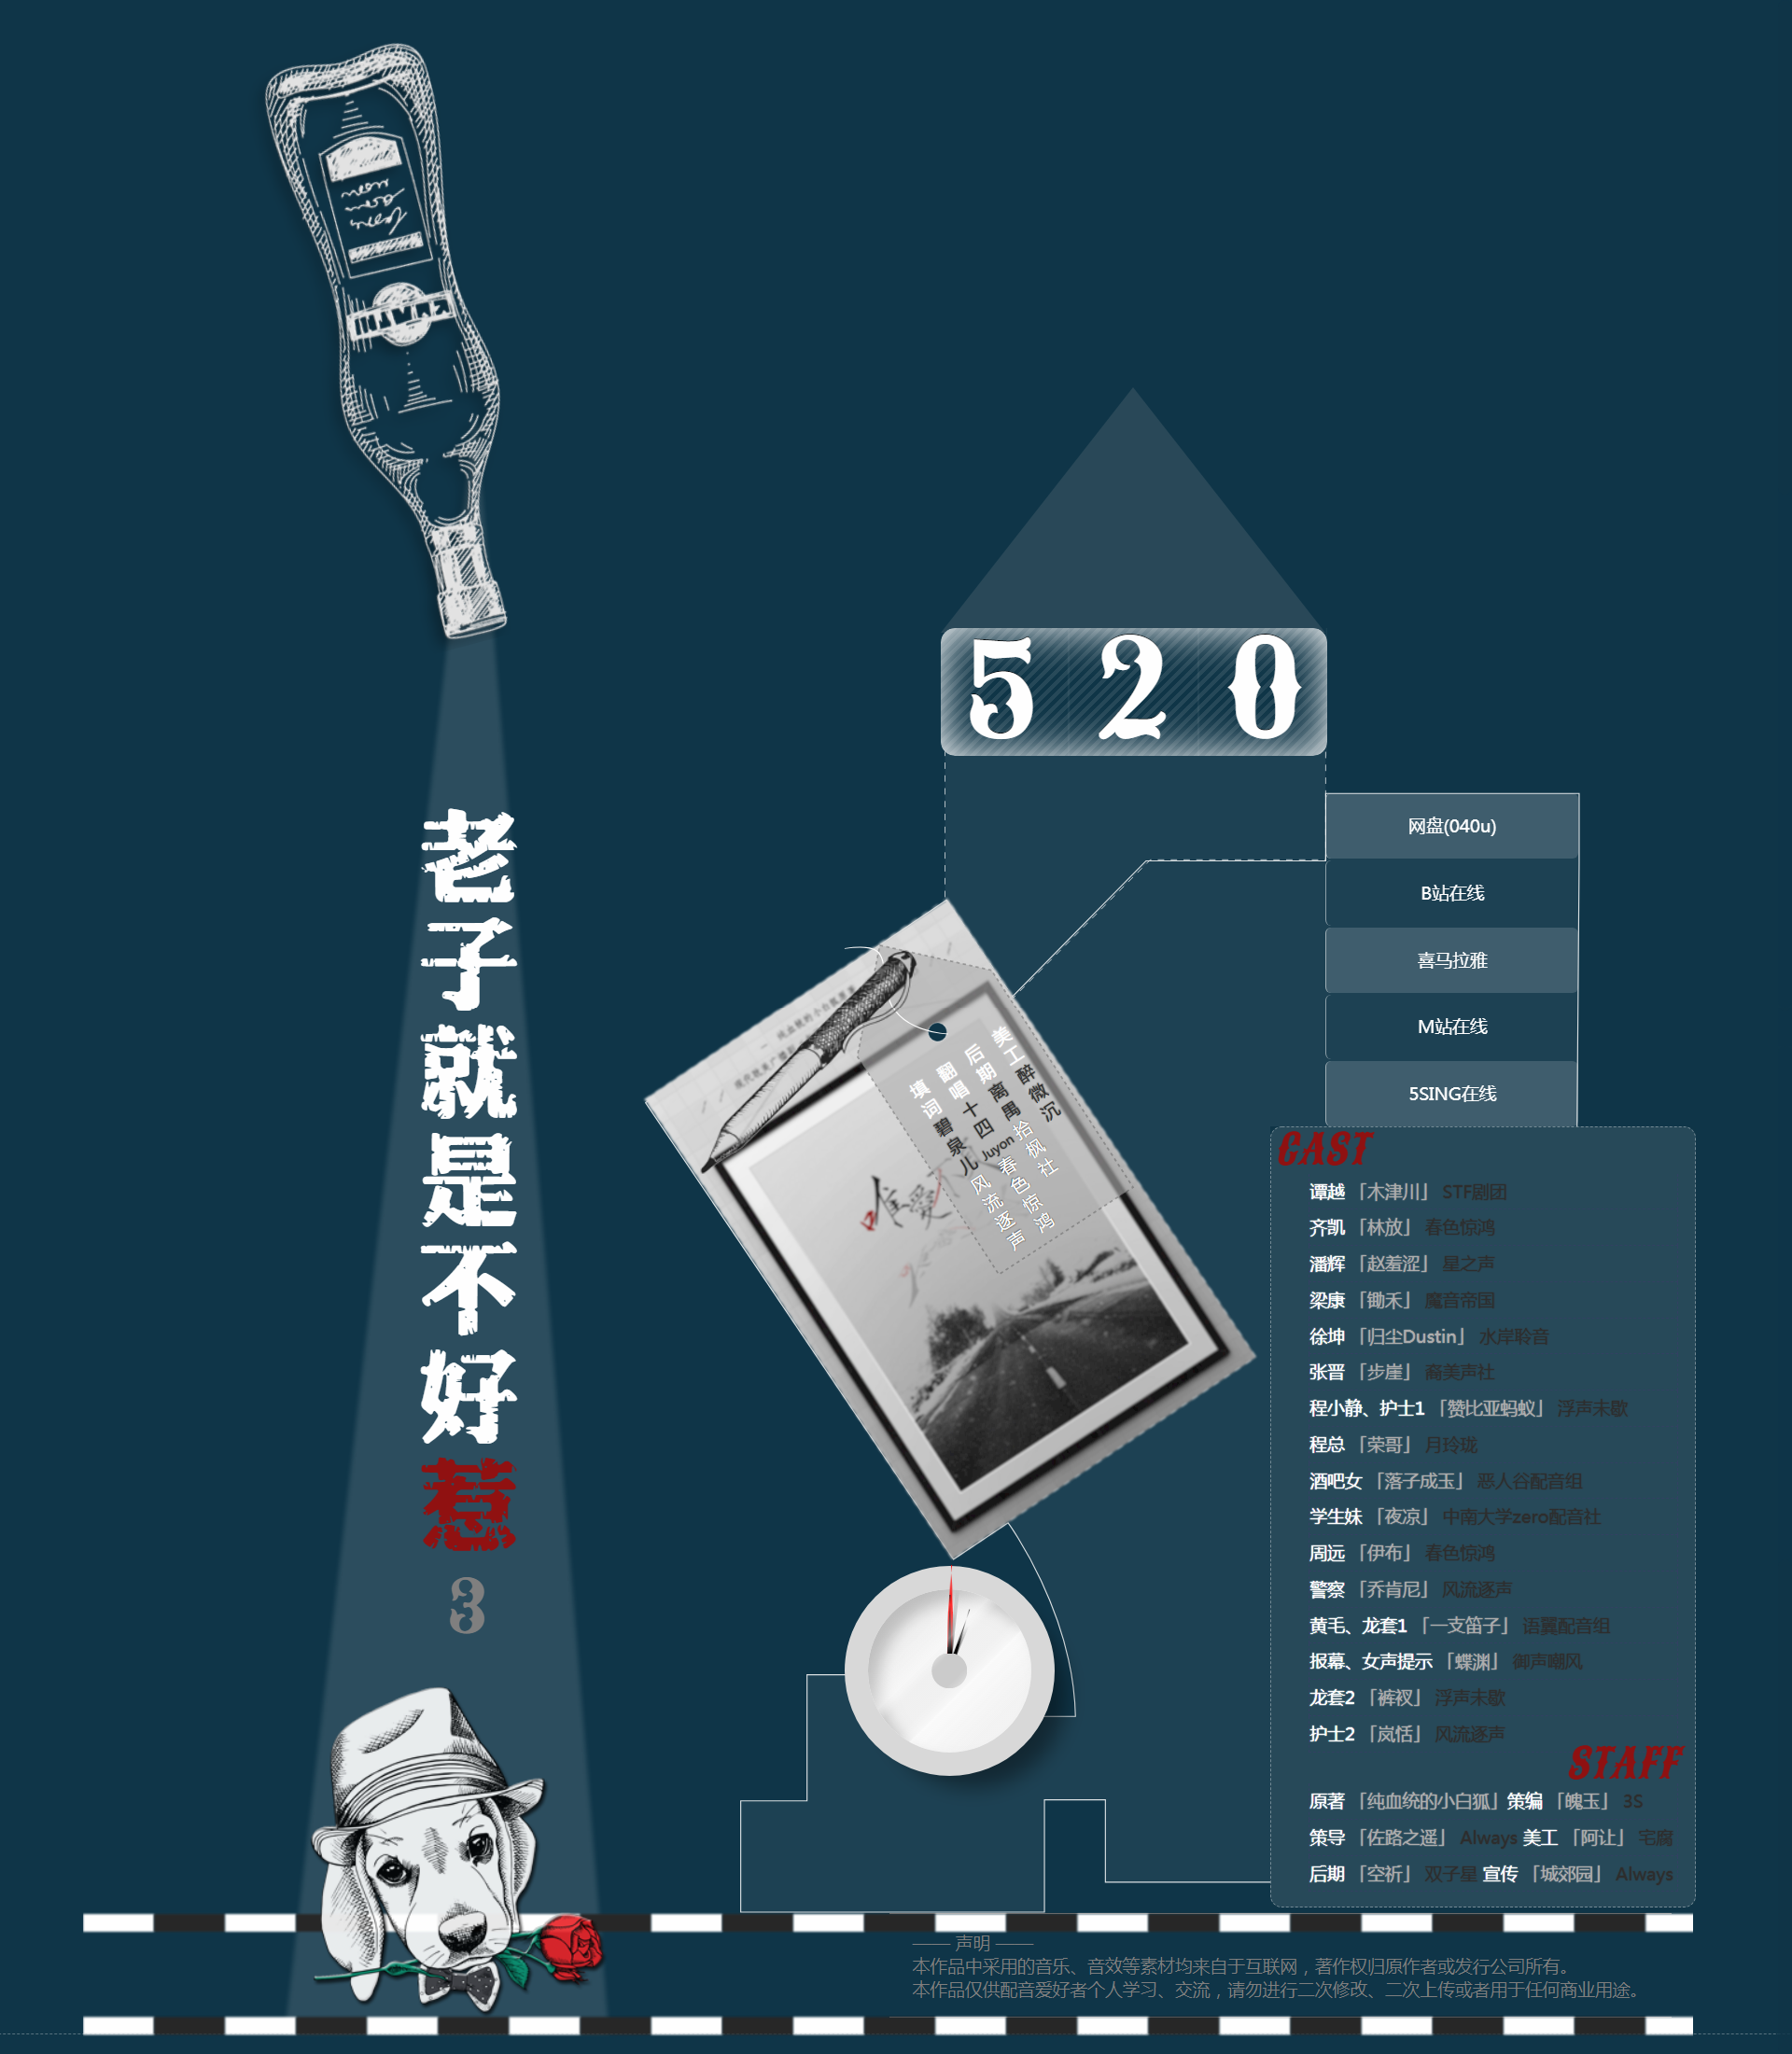 520
老子就是不好惹
3
网盘(040u)
B站在线
喜马拉雅
M站在线
5SING在线
美工 醉微沉
后期 离禺 拾枫社
翻唱 十四Juyon 春色惊鸿
填词 碧泉儿 风流逐声
唯爱
CAST
谭越 「木津川」 STF剧团
齐凯 「林放」 春色惊鸿
潘辉 「赵羞涩」 星之声
梁康 「锄禾」 魔音帝国
徐坤 「归尘Dustin」 水岸聆音
张晋 「步崖」 裔美声社
程小静、护士1 「赞比亚蚂蚁」 浮声未歇
程总 「荣哥」 月玲珑
酒吧女 「落子成玉」 恶人谷配音组
学生妹 「夜凉」 中南大学zero配音社
周远 「伊布」 春色惊鸿
警察 「乔肯尼」 风流逐声
黄毛、龙套1 「一支笛子」 语翼配音组
报幕、女声提示 「蝶渊」 御声嘲风
龙套2 「裤衩」 浮声未歇
护士2 「岚恬」 风流逐声
STAFF
原著 「纯血统的小白狐」 策编 「魄玉」 3S
策导 「佐路之遥」 Always 美工 「阿让」 宅腐
后期 「空祈」 双子星 宣传 「城郊园」 Always
—— 声明 ——
本作品中采用的音乐、音效等素材均来自于互联网，著作权归原作者或发行公司所有。
本作品仅供配音爱好者个人学习、交流，请勿进行二次修改、二次上传或者用于任何商业用途。